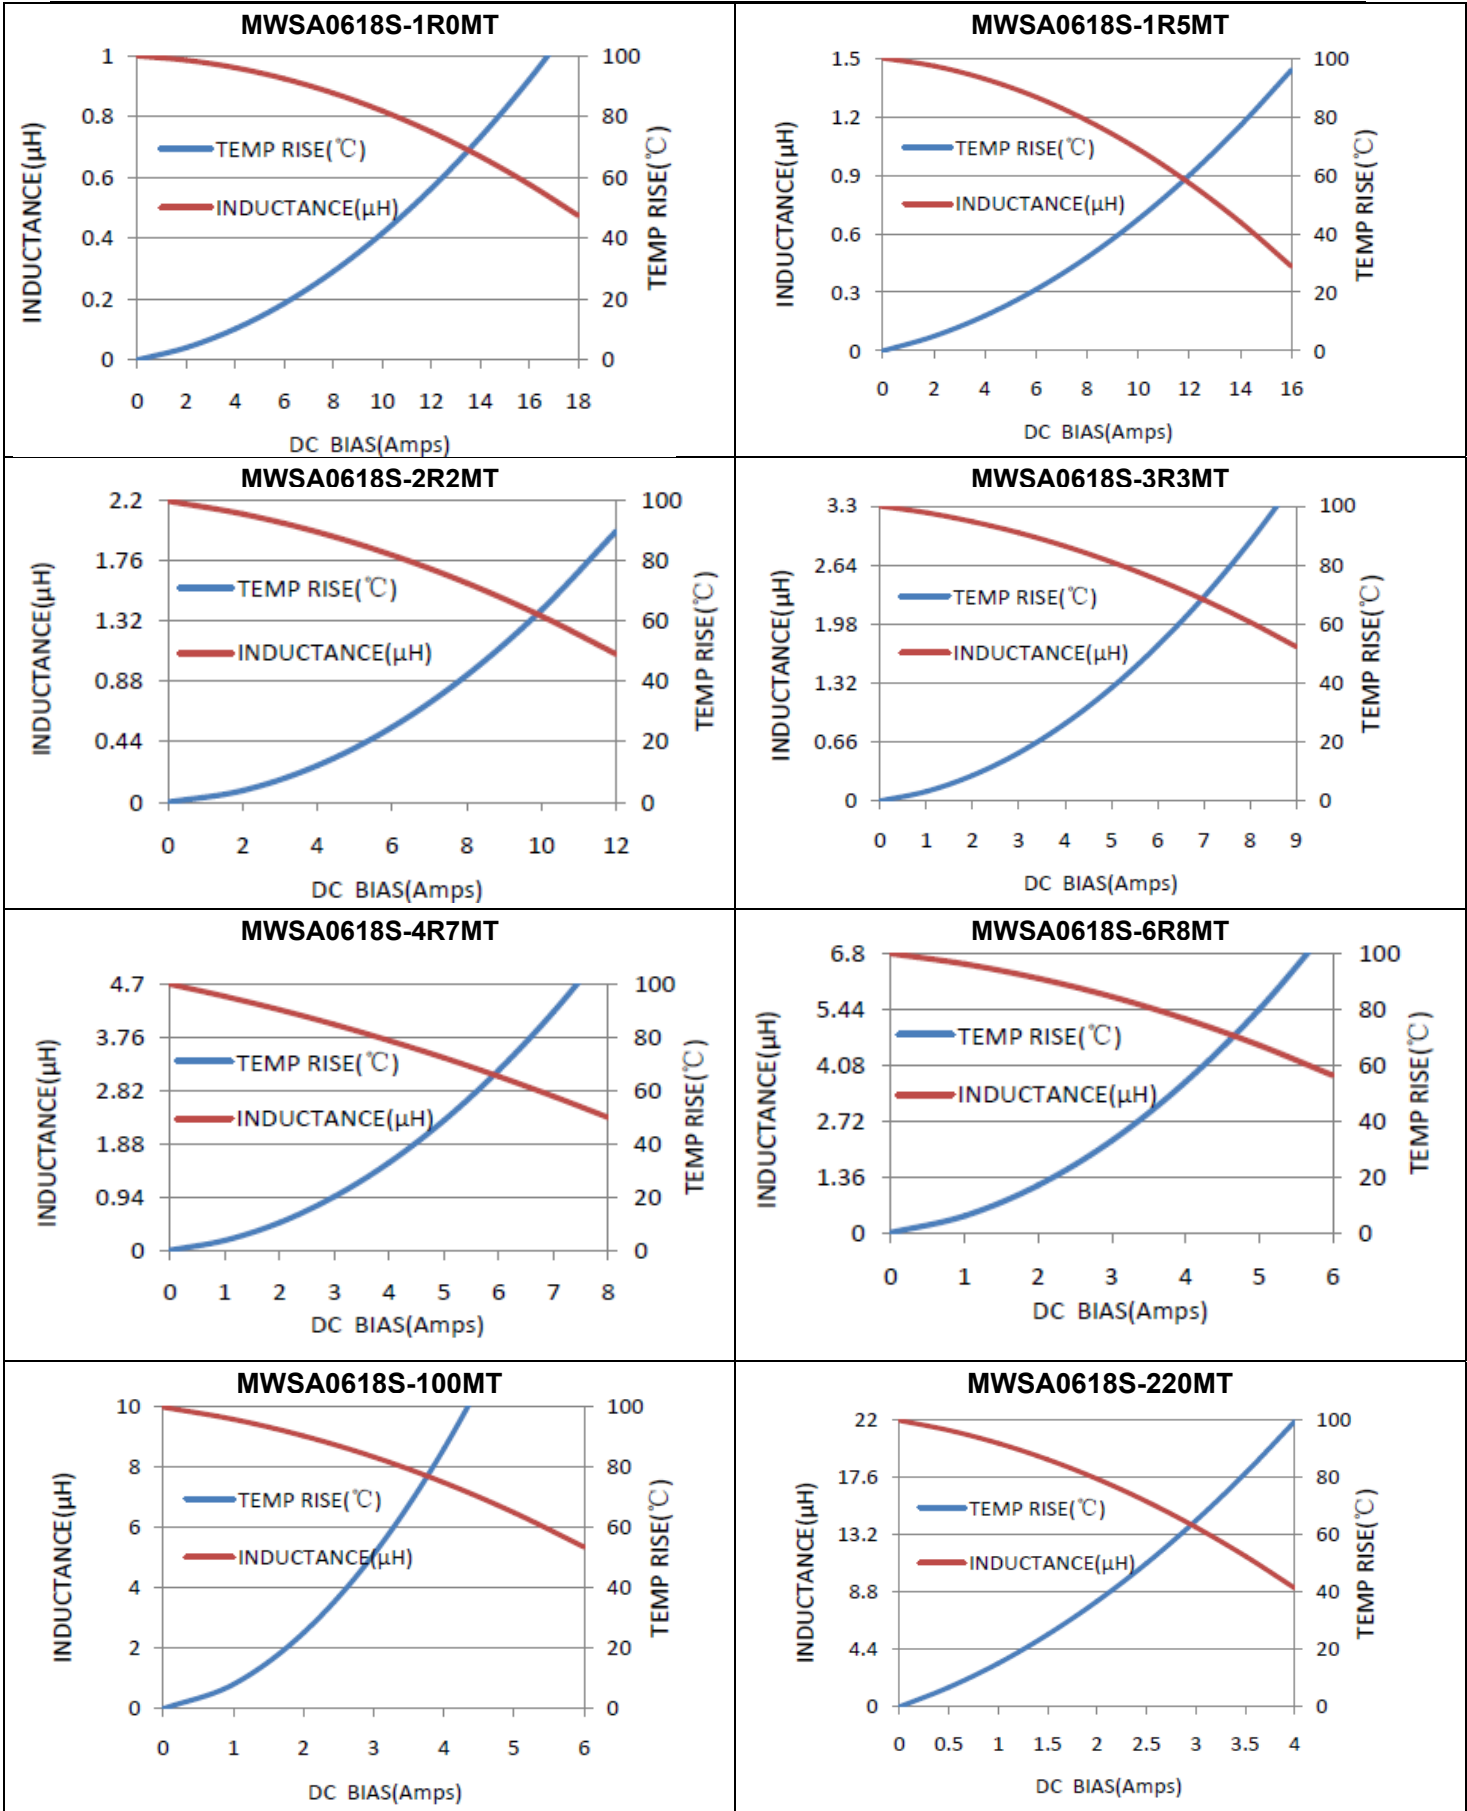 MWSA0618S-1R0MT
1
0.8
0.6
0.4
0.2
0
100
80
60
40
20
0
INDUCTANCE(µH)
TEMP RISE(℃)
TEMP RISE(℃)
INDUCTANCE(µH)
0 2 4 6 8 10 12 14 16 18
DC BIAS(Amps)
MWSA0618S-1R5MT
1.5
1.2
0.9
0.6
0.3
0
100
80
60
40
20
0
INDUCTANCE(µH)
TEMP RISE(℃)
TEMP RISE(℃)
INDUCTANCE(µH)
0 2 4 6 8 10 12 14 16
DC BIAS(Amps)
MWSA0618S-2R2MT
2.2
1.76
1.32
0.88
0.44
0
100
80
60
40
20
0
INDUCTANCE(µH)
TEMP RISE(℃)
TEMP RISE(℃)
INDUCTANCE(µH)
0 2 4 6 8 10 12
DC BIAS(Amps)
MWSA0618S-3R3MT
3.3
2.64
1.98
1.32
0.66
0
100
80
60
40
20
0
INDUCTANCE(µH)
TEMP RISE(℃)
TEMP RISE(℃)
INDUCTANCE(µH)
0 1 2 3 4 5 6 7 8 9
DC BIAS(Amps)
MWSA0618S-4R7MT
4.7
3.76
2.82
1.88
0.94
0
100
80
60
40
20
0
INDUCTANCE(µH)
TEMP RISE(℃)
TEMP RISE(℃)
INDUCTANCE(µH)
0 1 2 3 4 5 6 7 8
DC BIAS(Amps)
MWSA0618S-6R8MT
6.8
5.44
4.08
2.72
1.36
0
100
80
60
40
20
0
INDUCTANCE(µH)
TEMP RISE(℃)
TEMP RISE(℃)
INDUCTANCE(µH)
0 1 2 3 4 5 6
DC BIAS(Amps)
MWSA0618S-100MT
10
8
6
4
2
0
100
80
60
40
20
0
INDUCTANCE(µH)
TEMP RISE(℃)
TEMP RISE(℃)
INDUCTANCE(µH)
0 1 2 3 4 5 6
DC BIAS(Amps)
MWSA0618S-220MT
22
17.6
13.2
8.8
4.4
0
100
80
60
40
20
0
INDUCTANCE(µH)
TEMP RISE(℃)
TEMP RISE(℃)
INDUCTANCE(µH)
0 0.5 1 1.5 2 2.5 3 3.5 4
DC BIAS(Amps)